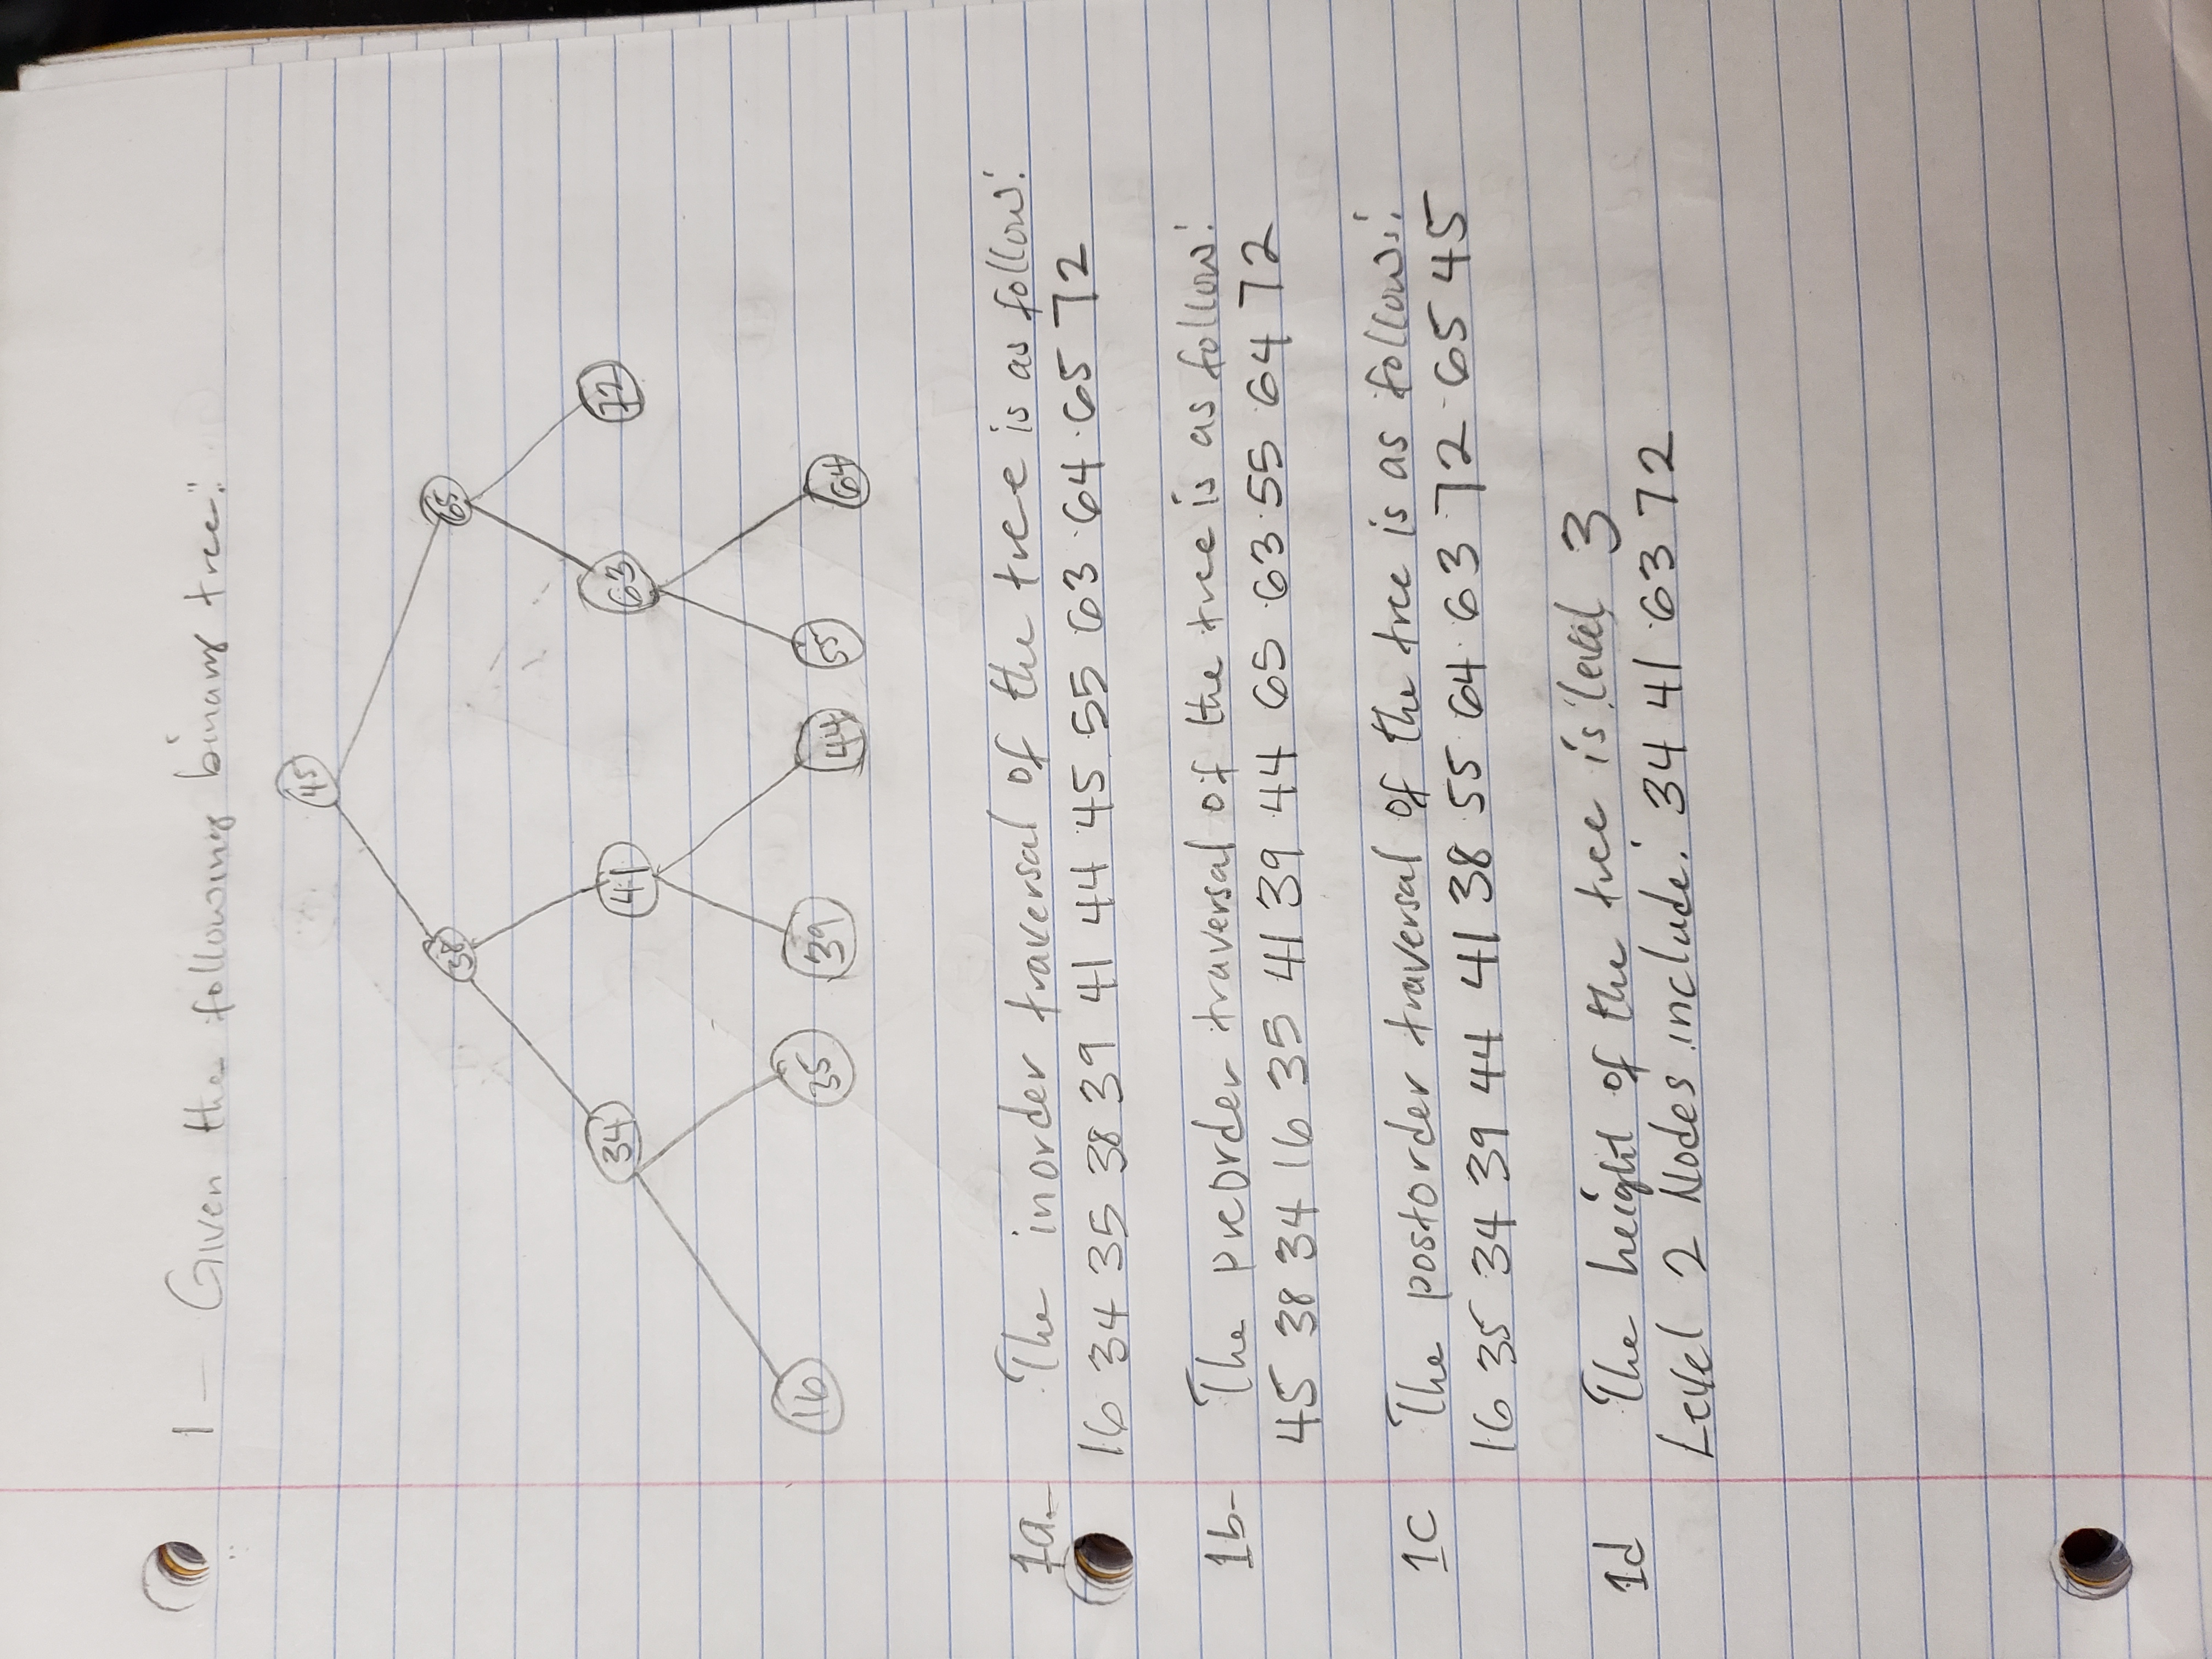 1 - Given the following binary tree:
45
38 65
34 41 63 72
16 35 39 44 55 64
1a- The inorder traversal of the tree is as follow:
16 34 35 38 39 41 44 45 55 63 64 65 72
1b- The preorder traversal of the tree is as follow:
45 38 34 16 35 41 39 44 65 63 55 64 72
1c The postorder traversal of the tree is as follows:
16 35 34 39 44 41 38 55 64 63 72 65 45
1d The height of the tree is level 3
Level 2 Nodes include: 34 41 63 72